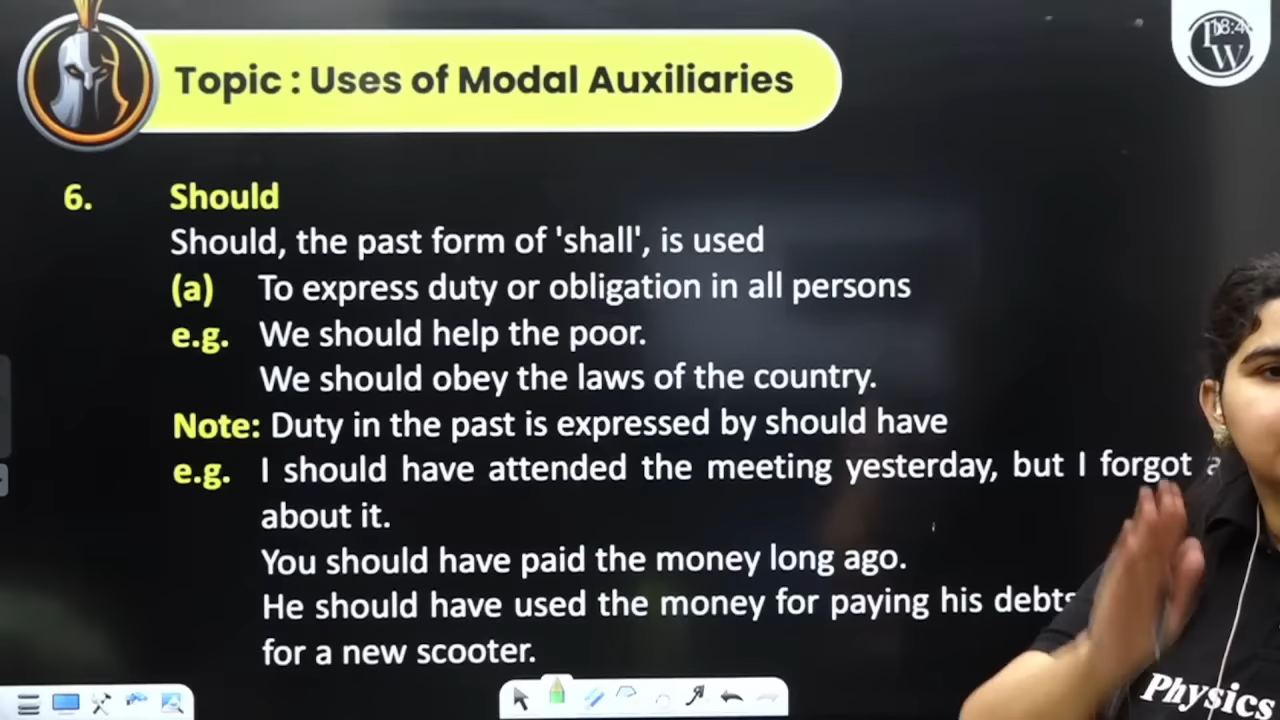 Topic : Uses of Modal Auxiliaries
6. Should
Should, the past form of 'shall', is used
(a) To express duty or obligation in all persons
e.g. We should help the poor.
We should obey the laws of the country.
Note: Duty in the past is expressed by should have
e.g. I should have attended the meeting yesterday, but I forgot
about it.
You should have paid the money long ago.
He should have used the money for paying his debts
for a new scooter.
PW
Physics